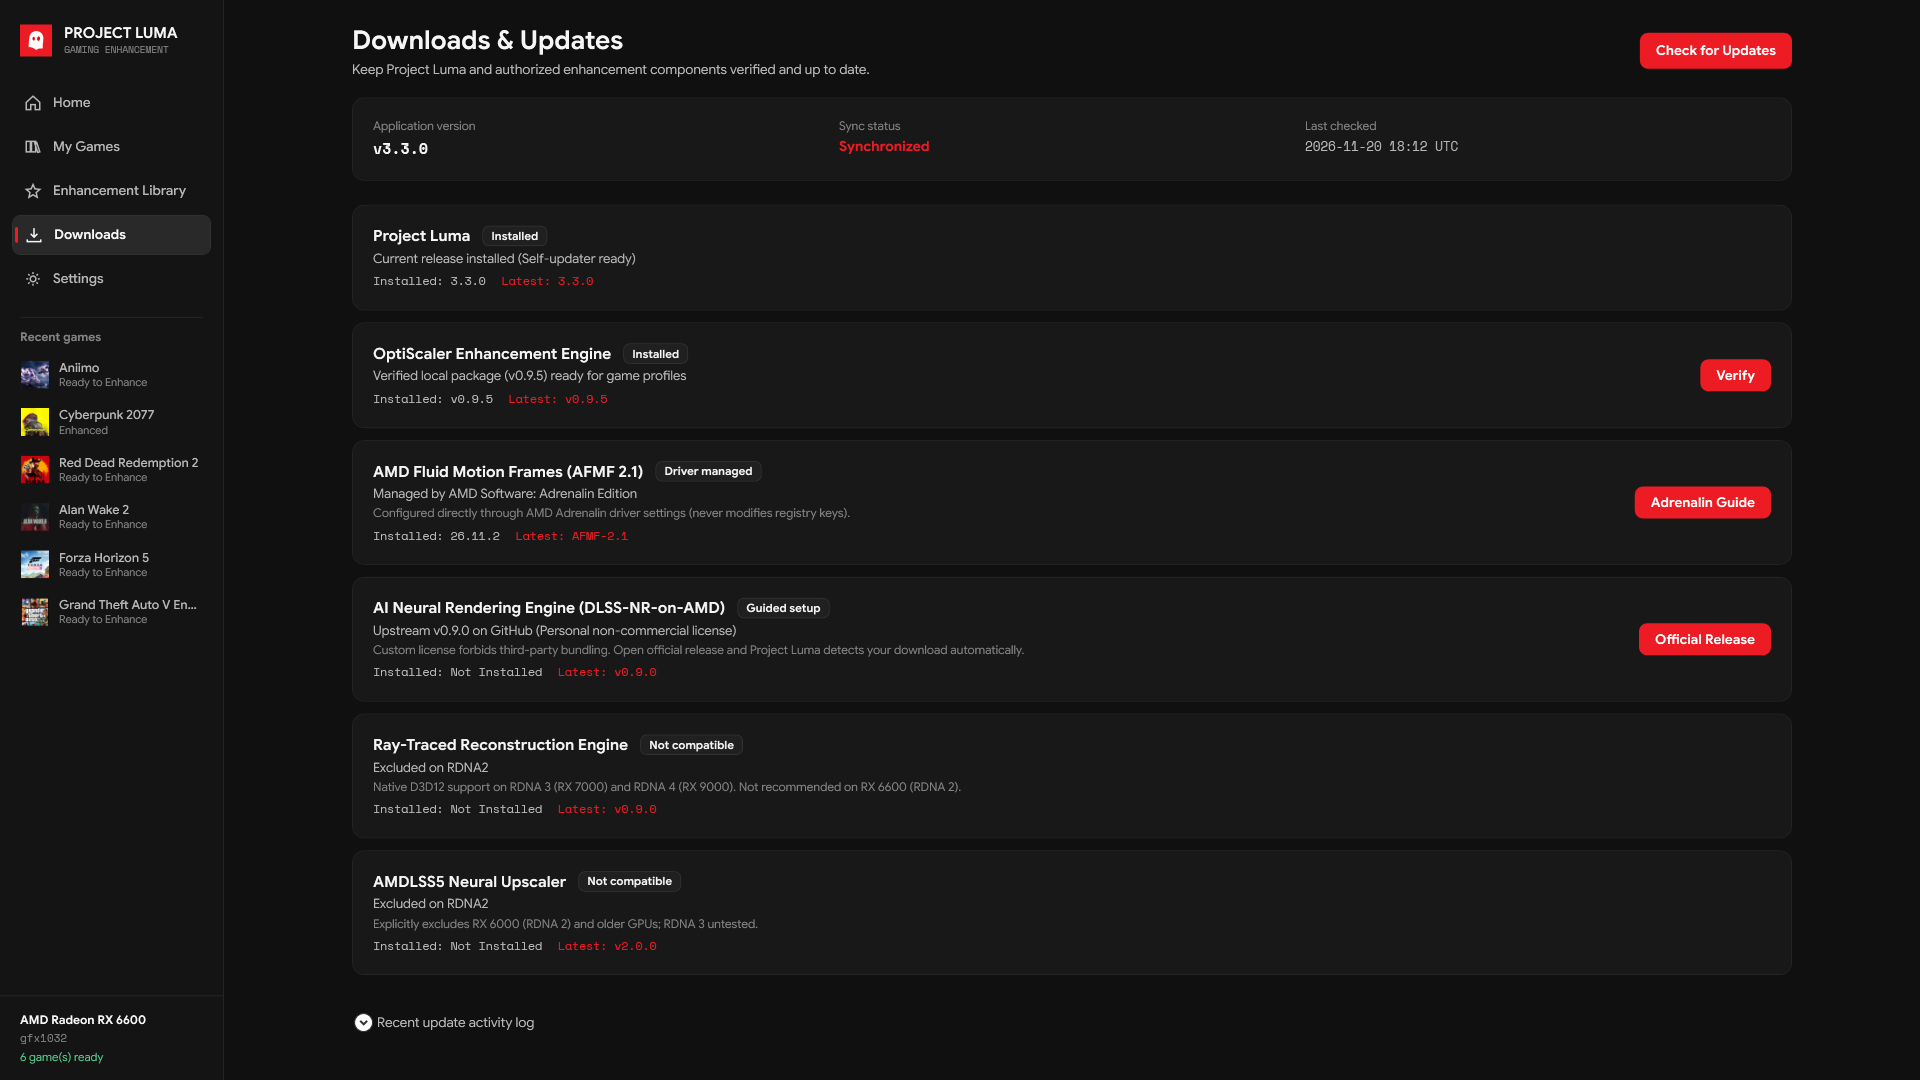 PROJECT LUMA
GAMING ENHANCEMENT
Home
My Games
Enhancement Library
Downloads
Settings
Recent games
Aniimo
Ready to Enhance
Cyberpunk 2077
Enhanced
Red Dead Redemption 2
Ready to Enhance
Alan Wake 2
Ready to Enhance
Forza Horizon 5
Ready to Enhance
Grand Theft Auto V En...
Ready to Enhance
AMD Radeon RX 6600
gfx1032
6 game(s) ready
Downloads & Updates
Keep Project Luma and authorized enhancement components verified and up to date.
Check for Updates
Application version
v3.3.0
Sync status
Synchronized
Last checked
2026-11-20 18:12 UTC
Project Luma Installed
Current release installed (Self-updater ready)
Installed: 3.3.0 Latest: 3.3.0
OptiScaler Enhancement Engine Installed
Verified local package (v0.9.5) ready for game profiles
Installed: v0.9.5 Latest: v0.9.5
Verify
AMD Fluid Motion Frames (AFMF 2.1) Driver managed
Managed by AMD Software: Adrenalin Edition
Configured directly through AMD Adrenalin driver settings (never modifies registry keys).
Installed: 26.11.2 Latest: AFMF-2.1
Adrenalin Guide
AI Neural Rendering Engine (DLSS-NR-on-AMD) Guided setup
Upstream v0.9.0 on GitHub (Personal non-commercial license)
Custom license forbids third-party bundling. Open official release and Project Luma detects your download automatically.
Installed: Not Installed Latest: v0.9.0
Official Release
Ray-Traced Reconstruction Engine Not compatible
Excluded on RDNA2
Native D3D12 support on RDNA 3 (RX 7000) and RDNA 4 (RX 9000). Not recommended on RX 6600 (RDNA 2).
Installed: Not Installed Latest: v0.9.0
AMDLSS5 Neural Upscaler Not compatible
Excluded on RDNA2
Explicitly excludes RX 6000 (RDNA 2) and older GPUs; RDNA 3 untested.
Installed: Not Installed Latest: v2.0.0
Recent update activity log